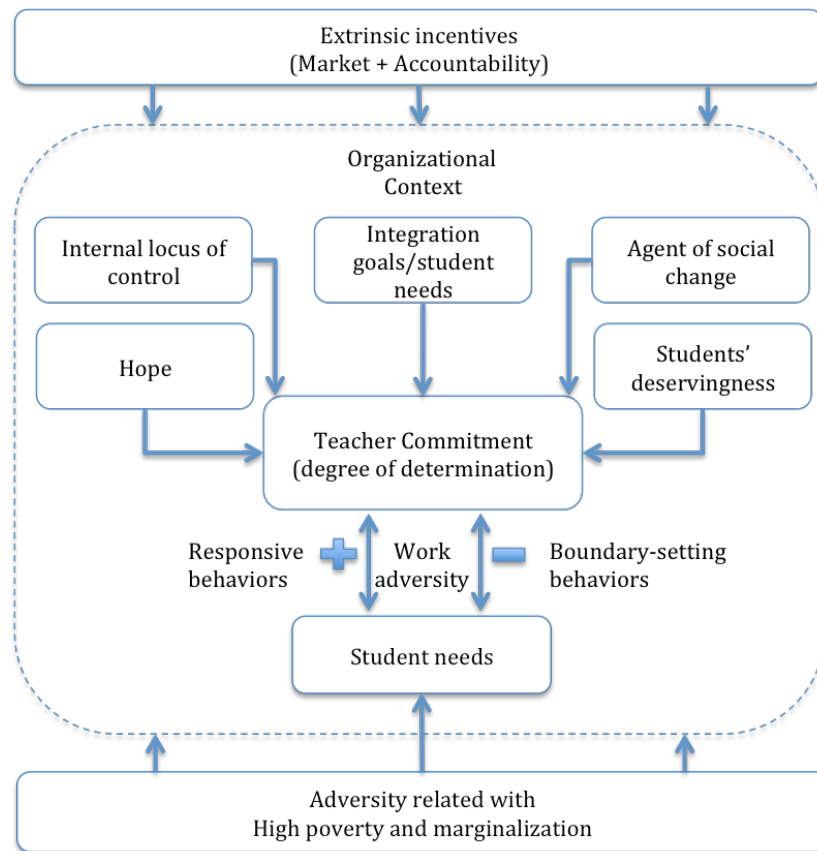 Extrinsic incentives
(Market + Accountability)
Organizational
Context
Internal locus of
control
Integration
goals/student
needs
Agent of social
change
Hope
Students’
deservingness
Teacher Commitment
(degree of determination)
Responsive
behaviors
Work
adversity
Boundary-setting
behaviors
Student needs
Adversity related with
High poverty and marginalization